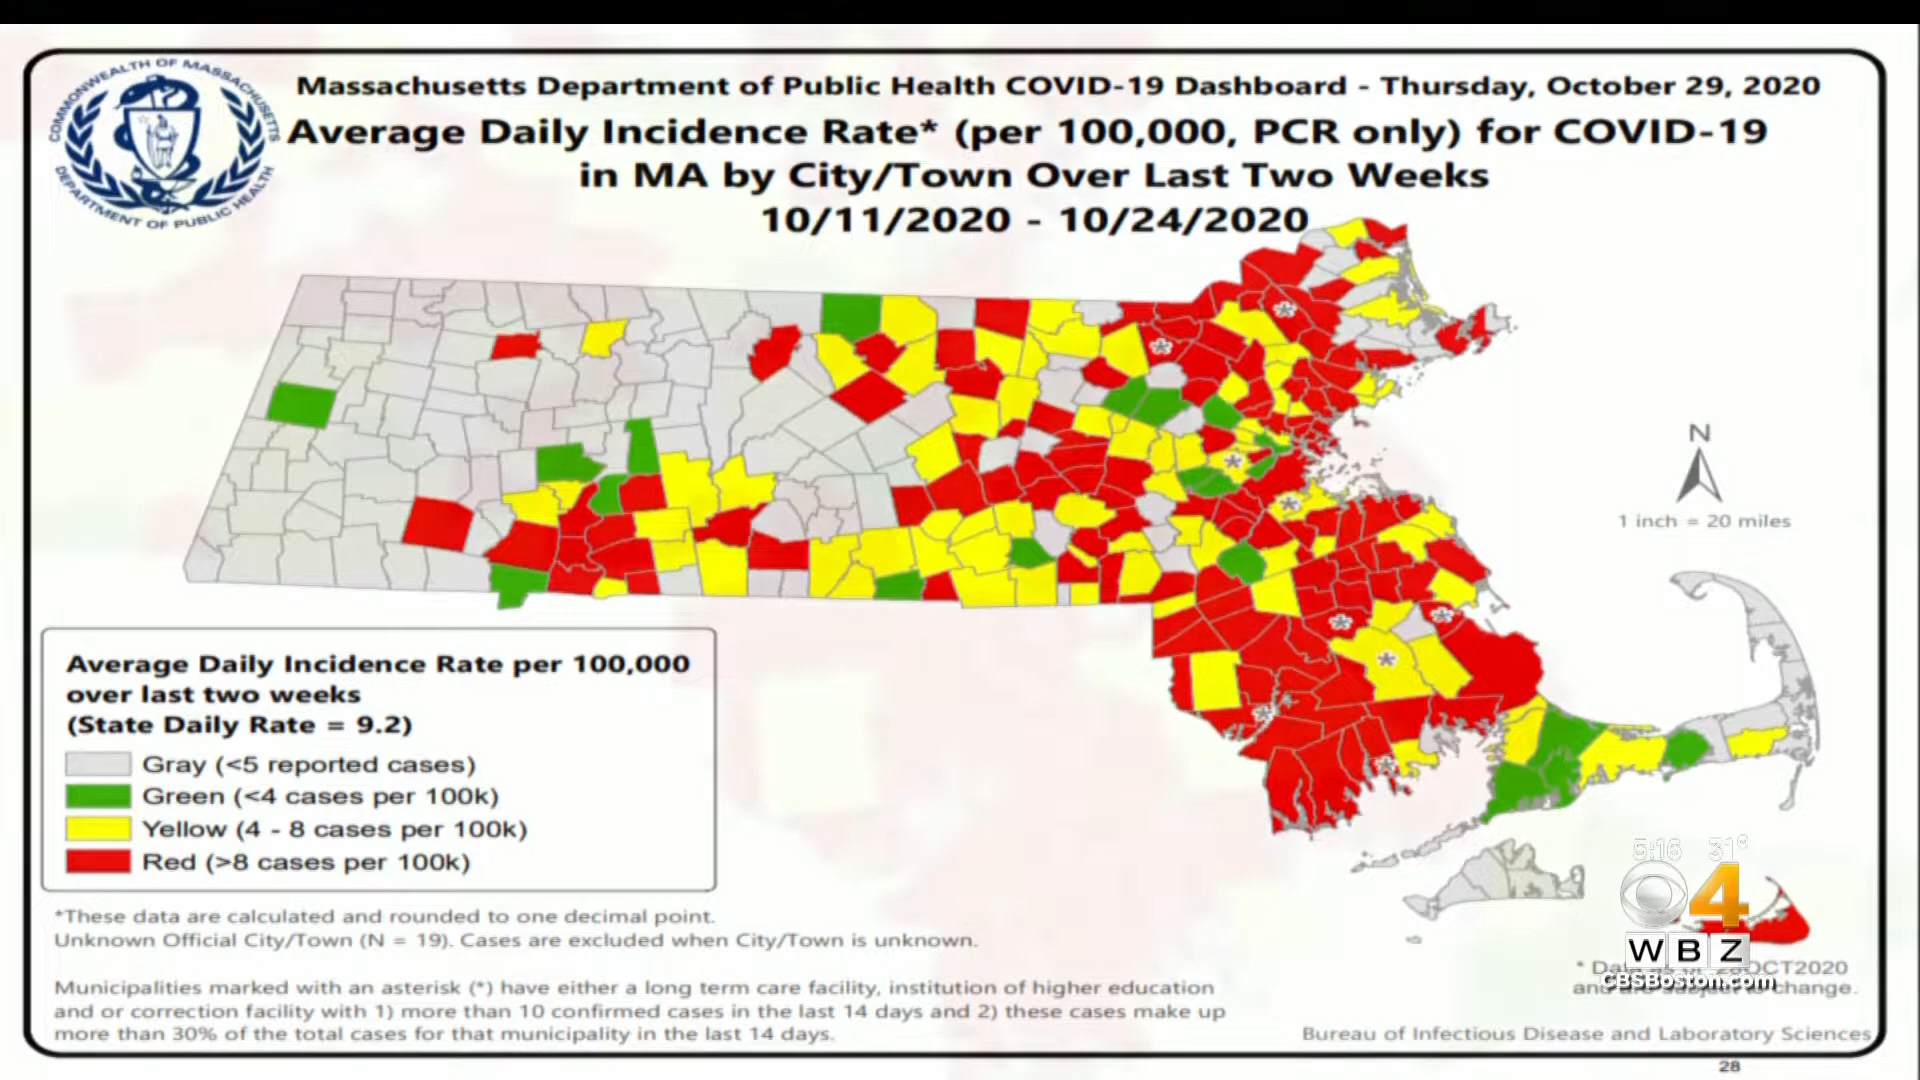 Massachusetts Department of Public Health COVID-19 Dashboard - Thursday, October 29, 2020
COMMONWEALTH OF MASSACHUSETTS
DEPARTMENT OF PUBLIC HEALTH
Average Daily Incidence Rate* (per 100,000, PCR only) for COVID-19
in MA by City/Town Over Last Two Weeks
10/11/2020 - 10/24/2020
*
*
*
*
*
*
*
*
*
N
1 inch = 20 miles
Average Daily Incidence Rate per 100,000
over last two weeks
(State Daily Rate = 9.2)
Gray (<5 reported cases)
Green (<4 cases per 100k)
Yellow (4 - 8 cases per 100k)
Red (>8 cases per 100k)
*These data are calculated and rounded to one decimal point.
Unknown Official City/Town (N = 19). Cases are excluded when City/Town is unknown.
Municipalities marked with an asterisk (*) have either a long term care facility, institution of higher education
and or correction facility with 1) more than 10 confirmed cases in the last 14 days and 2) these cases make up
more than 30% of the total cases for that municipality in the last 14 days.
5:16 31°
4
WBZ
CBSBoston.com
OCT2020
change.
Bureau of Infectious Disease and Laboratory Sciences
28